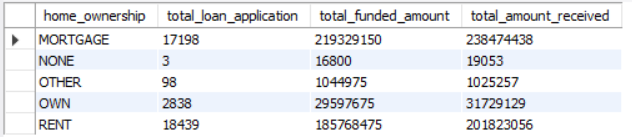 home_ownership total_loan_application total_funded_amount total_amount_received
MORTGAGE 17198 219329150 238474438
NONE 3 16800 19053
OTHER 98 1044975 1025257
OWN 2838 29597675 31729129
RENT 18439 185768475 201823056